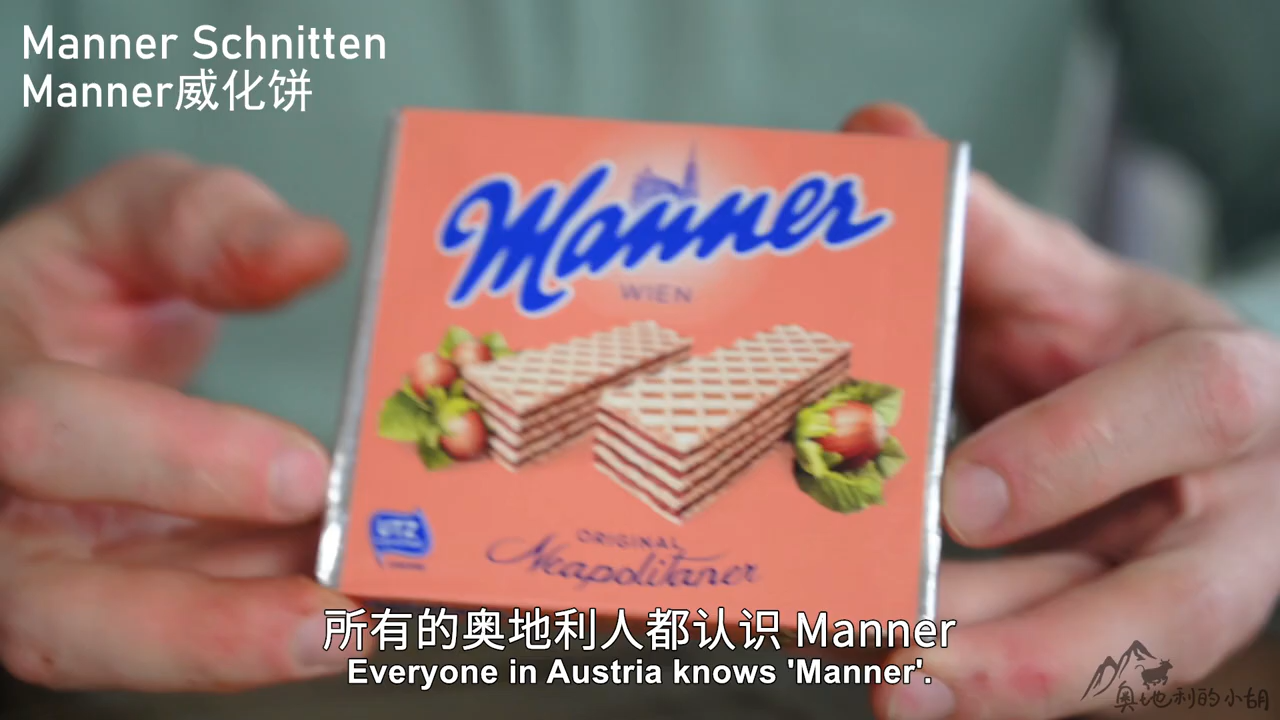 Manner Schnitten
Manner威化饼
Manner
WIEN
UTZ
ORIGINAL
Neapolitaner
所有的奥地利人都认识 Manner
Everyone in Austria knows 'Manner'.
奥地利的小胡